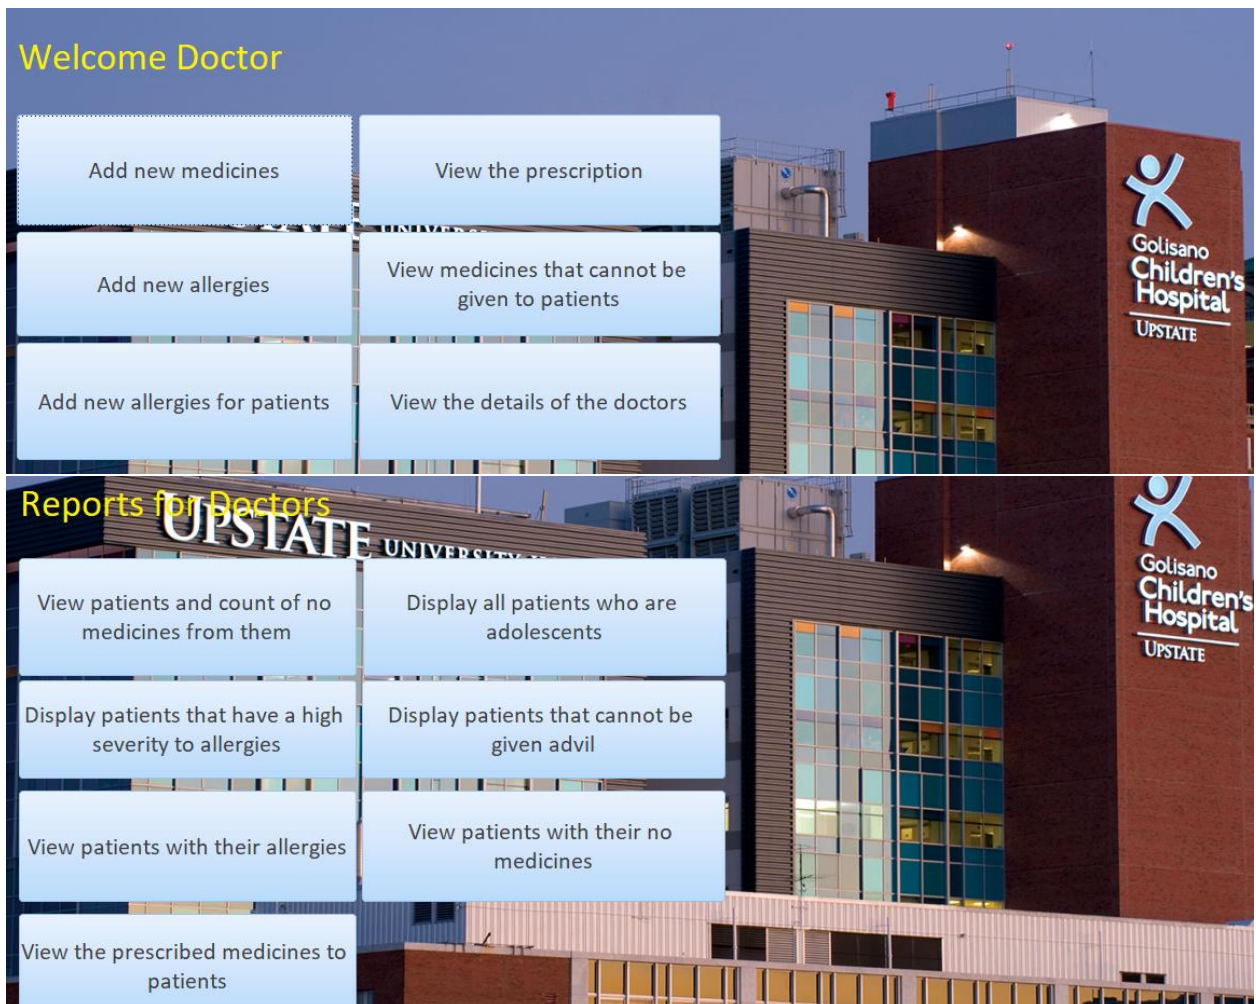 Welcome Doctor
Add new medicines
View the prescription
UNIVERS
Add new allergies
View medicines that cannot be
given to patients
Add new allergies for patients
View the details of the doctors
Golisano
Children's
Hospital
UPSTATE
Reports for Doctors
UPSTATE
UNIVERSITY
View patients and count of no
medicines from them
Display all patients who are
adolescents
Display patients that have a high
severity to allergies
Display patients that cannot be
given advil
View patients with their allergies
View patients with their no
medicines
View the prescribed medicines to
patients
Golisano
Children's
Hospital
UPSTATE